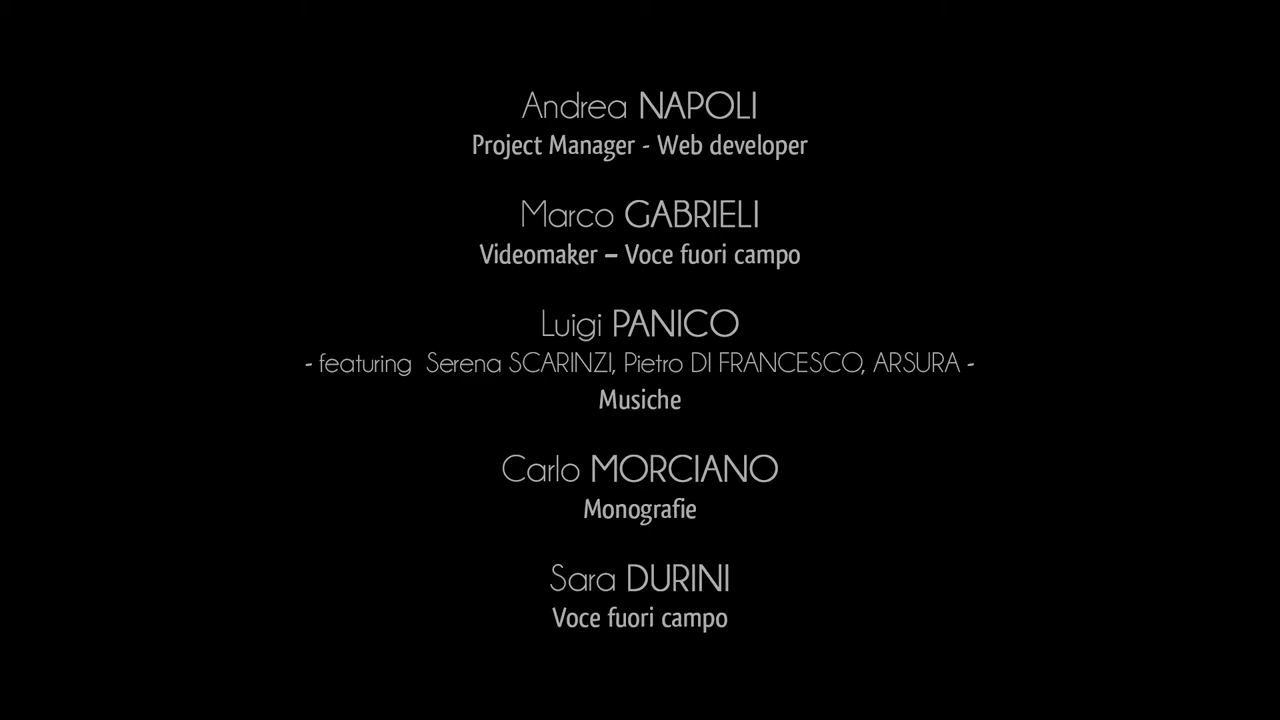 Andrea NAPOLI
Project Manager - Web developer
Marco GABRIELI
Videomaker – Voce fuori campo
Luigi PANICO
- featuring Serena SCARINZI, Pietro DI FRANCESCO, ARSURA -
Musiche
Carlo MORCIANO
Monografie
Sara DURINI
Voce fuori campo